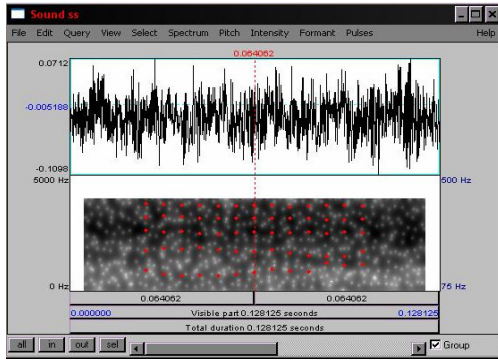 Sound ss
File Edit Query View Select Spectrum Pitch Intensity Formant Pulses Help
0.064062
0.0712
-0.005188
-0.1098
5000 Hz 500 Hz
0 Hz 75 Hz
0.064062 0.064062
0.000000 Visible part 0.128125 seconds 0.128125
Total duration 0.128125 seconds
all in out sel Group